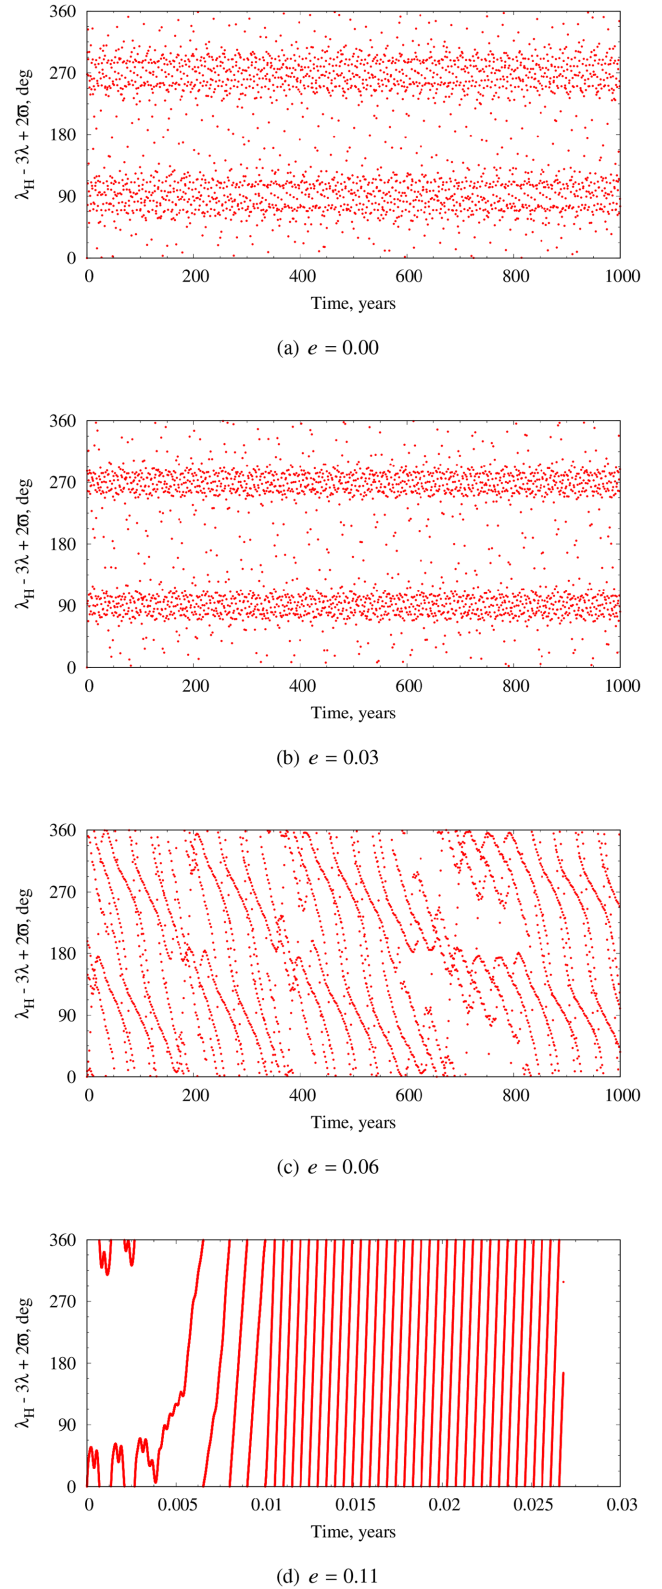 360
270
180
90
0
λH - 3λ + 2ϖ, deg
0 200 400 600 800 1000
Time, years
(a) e = 0.00
360
270
180
90
0
λH - 3λ + 2ϖ, deg
0 200 400 600 800 1000
Time, years
(b) e = 0.03
360
270
180
90
0
λH - 3λ + 2ϖ, deg
0 200 400 600 800 1000
Time, years
(c) e = 0.06
360
270
180
90
0
λH - 3λ + 2ϖ, deg
0 0.005 0.01 0.015 0.02 0.025 0.03
Time, years
(d) e = 0.11